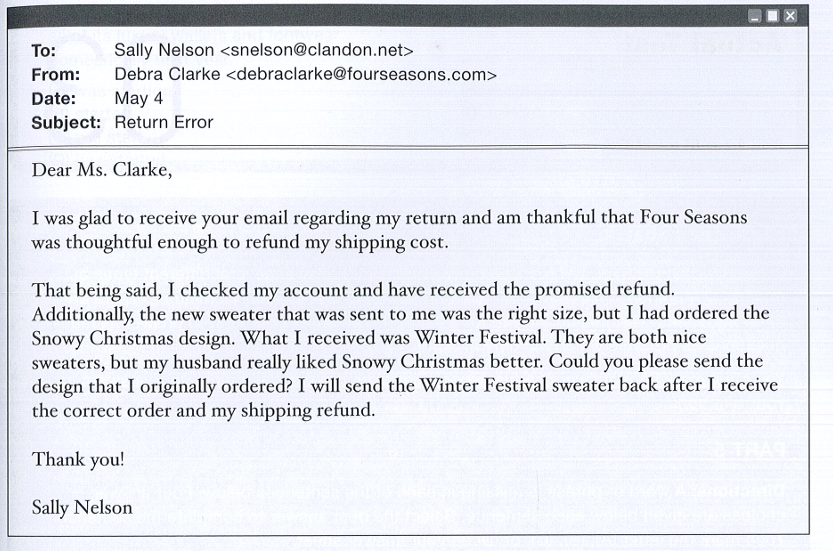 To: Sally Nelson <snelson@clandon.net>
From: Debra Clarke <debraclarke@fourseasons.com>
Date: May 4
Subject: Return Error
Dear Ms. Clarke,
I was glad to receive your email regarding my return and am thankful that Four Seasons
was thoughtful enough to refund my shipping cost.
That being said, I checked my account and have received the promised refund.
Additionally, the new sweater that was sent to me was the right size, but I had ordered the
Snowy Christmas design. What I received was Winter Festival. They are both nice
sweaters, but my husband really liked Snowy Christmas better. Could you please send the
design that I originally ordered? I will send the Winter Festival sweater back after I receive
the correct order and my shipping refund.
Thank you!
Sally Nelson